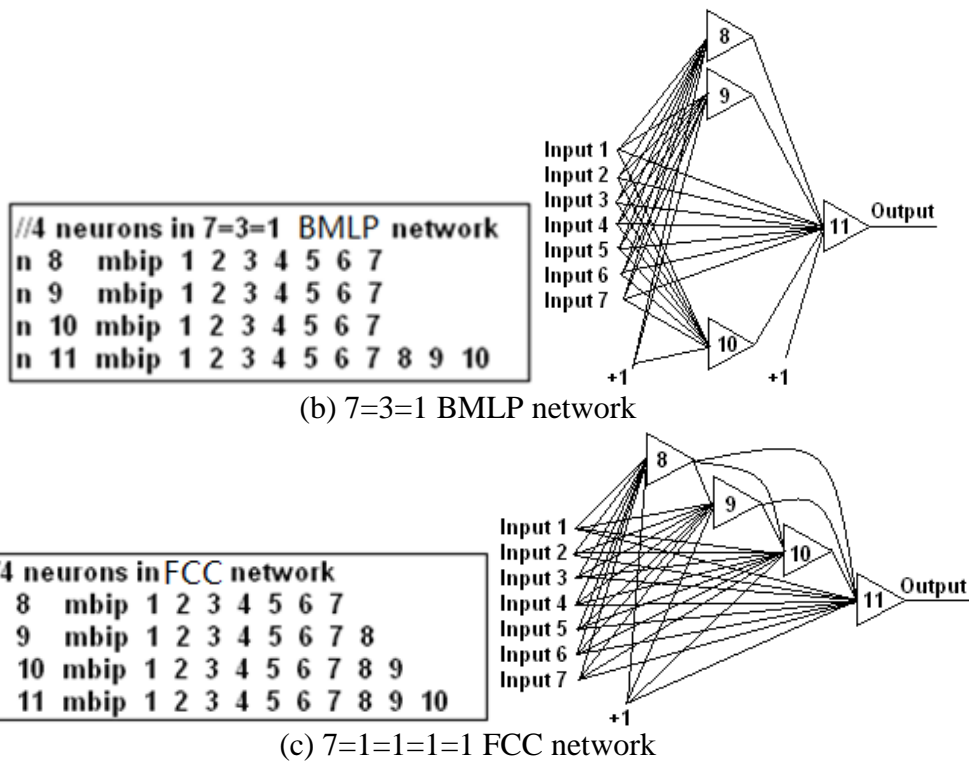 //4 neurons in 7=3=1 BMLP network
n 8 mbip 1 2 3 4 5 6 7
n 9 mbip 1 2 3 4 5 6 7
n 10 mbip 1 2 3 4 5 6 7
n 11 mbip 1 2 3 4 5 6 7 8 9 10
8
9
Input 1
Input 2
Input 3
Input 4
Input 5
Input 6
Input 7
10
11
Output
+1
+1
(b) 7=3=1 BMLP network
4 neurons in FCC network
8 mbip 1 2 3 4 5 6 7
9 mbip 1 2 3 4 5 6 7 8
10 mbip 1 2 3 4 5 6 7 8 9
11 mbip 1 2 3 4 5 6 7 8 9 10
8
9
10
11
Input 1
Input 2
Input 3
Input 4
Input 5
Input 6
Input 7
Output
+1
(c) 7=1=1=1=1 FCC network